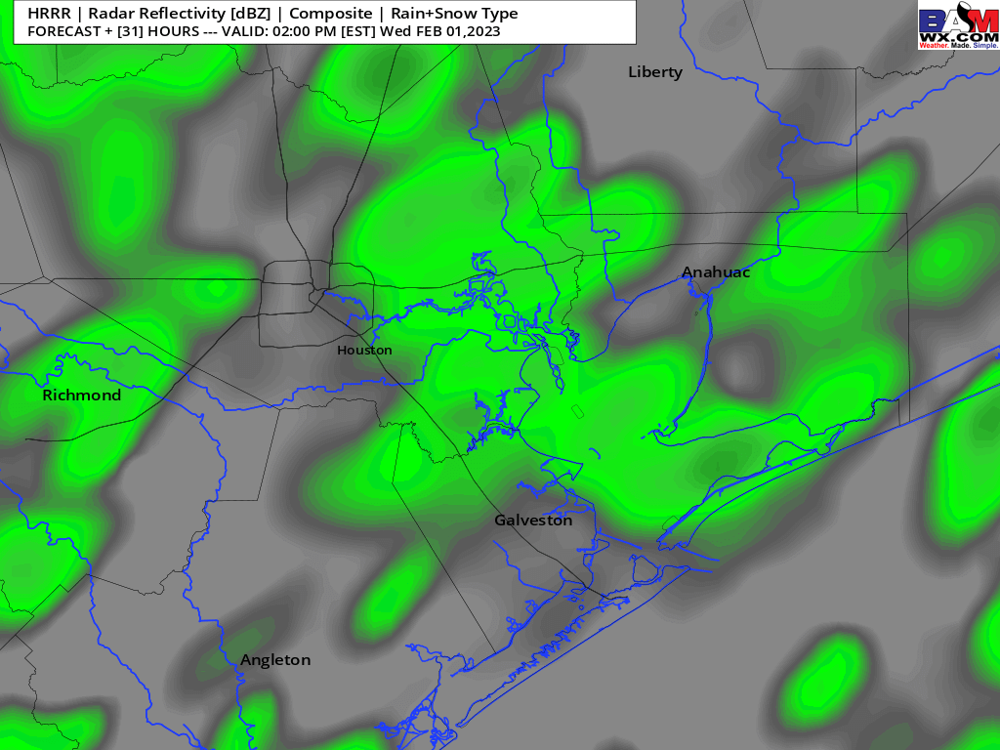 HRRR | Radar Reflectivity [dBZ] | Composite | Rain+Snow Type
FORECAST + [31] HOURS --- VALID: 02:00 PM [EST] Wed FEB 01,2023
BAM
WX.COM
Weather. Made. Simple.
Liberty
Anahuac
Houston
Richmond
Galveston
Angleton